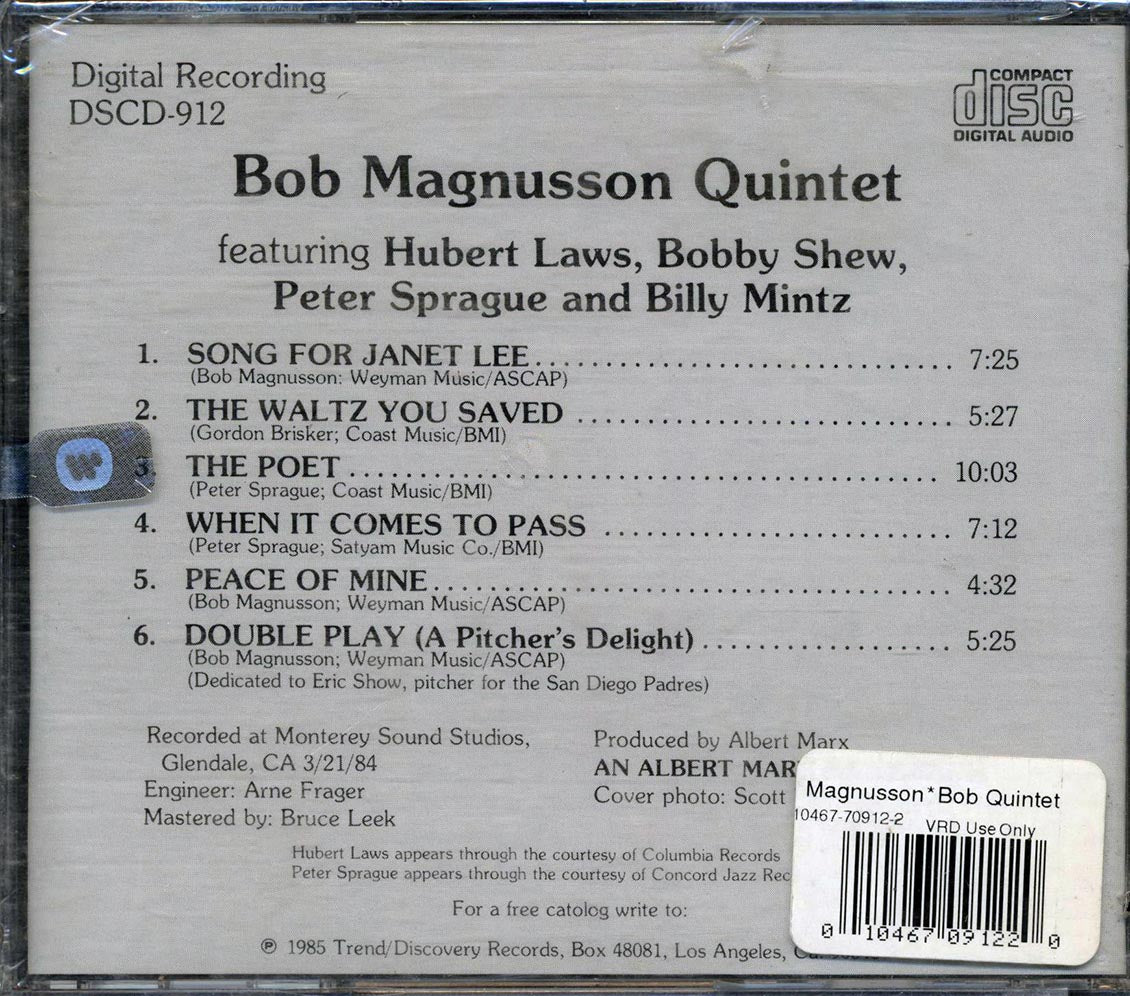 Digital Recording
DSCD-912
COMPACT
disc
DIGITAL AUDIO
Bob Magnusson Quintet
featuring Hubert Laws, Bobby Shew,
Peter Sprague and Billy Mintz
1. SONG FOR JANET LEE 7:25
(Bob Magnusson: Weyman Music/ASCAP)
2. THE WALTZ YOU SAVED 5:27
(Gordon Brisker; Coast Music/BMI)
3. THE POET 10:03
(Peter Sprague; Coast Music/BMI)
4. WHEN IT COMES TO PASS 7:12
(Peter Sprague; Satyam Music Co./BMI)
5. PEACE OF MINE 4:32
(Bob Magnusson; Weyman Music/ASCAP)
6. DOUBLE PLAY (A Pitcher's Delight) 5:25
(Bob Magnusson; Weyman Music/ASCAP)
(Dedicated to Eric Show, pitcher for the San Diego Padres)
Recorded at Monterey Sound Studios,
Glendale, CA 3/21/84
Engineer: Arne Frager
Mastered by: Bruce Leek
Produced by Albert Marx
AN ALBERT MAR
Cover photo: Scott
Hubert Laws appears through the courtesy of Columbia Records
Peter Sprague appears through the courtesy of Concord Jazz Rec
For a free catolog write to:
℗ 1985 Trend/Discovery Records, Box 48081, Los Angeles,
Magnusson*Bob Quintet
10467-70912-2 VRD Use Only
0 10467 09122 0